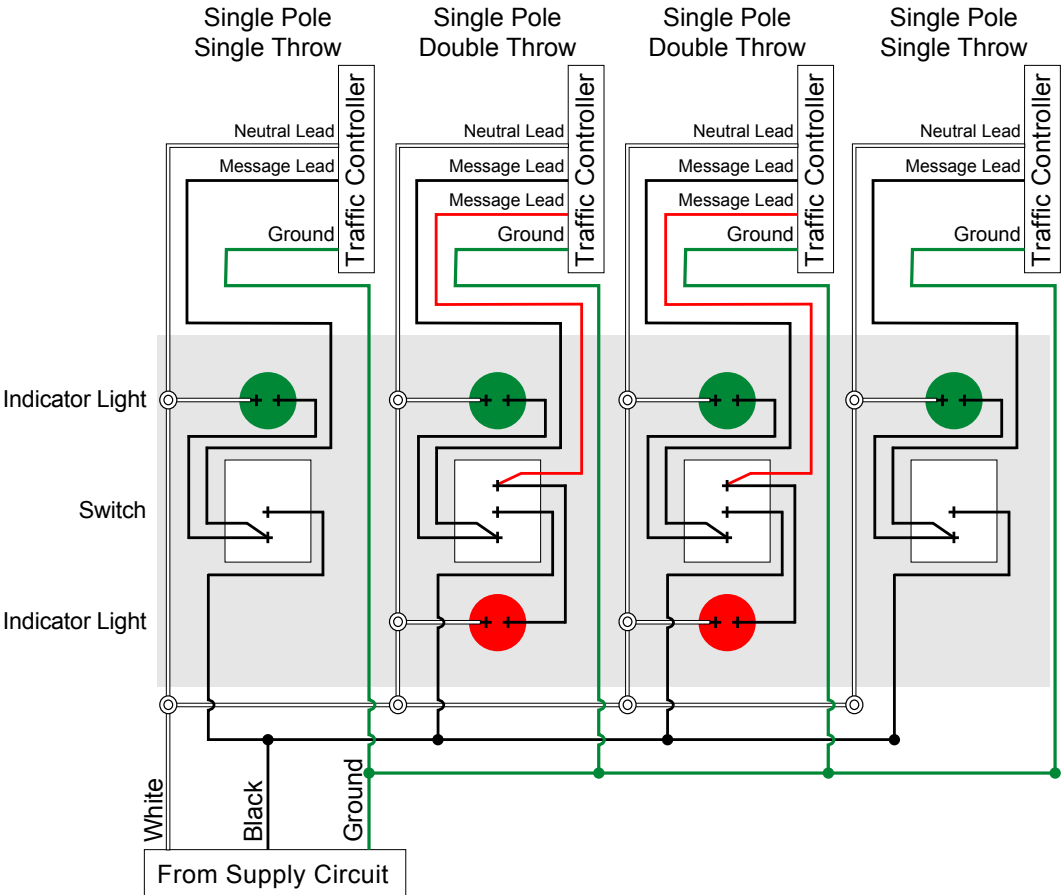 Single Pole
Single Throw
Single Pole
Double Throw
Single Pole
Double Throw
Single Pole
Single Throw
Neutral Lead
Message Lead
Ground
Traffic Controller
Neutral Lead
Message Lead
Message Lead
Ground
Traffic Controller
Neutral Lead
Message Lead
Message Lead
Ground
Traffic Controller
Neutral Lead
Message Lead
Ground
Traffic Controller
Indicator Light
Switch
Indicator Light
White
Black
Ground
From Supply Circuit